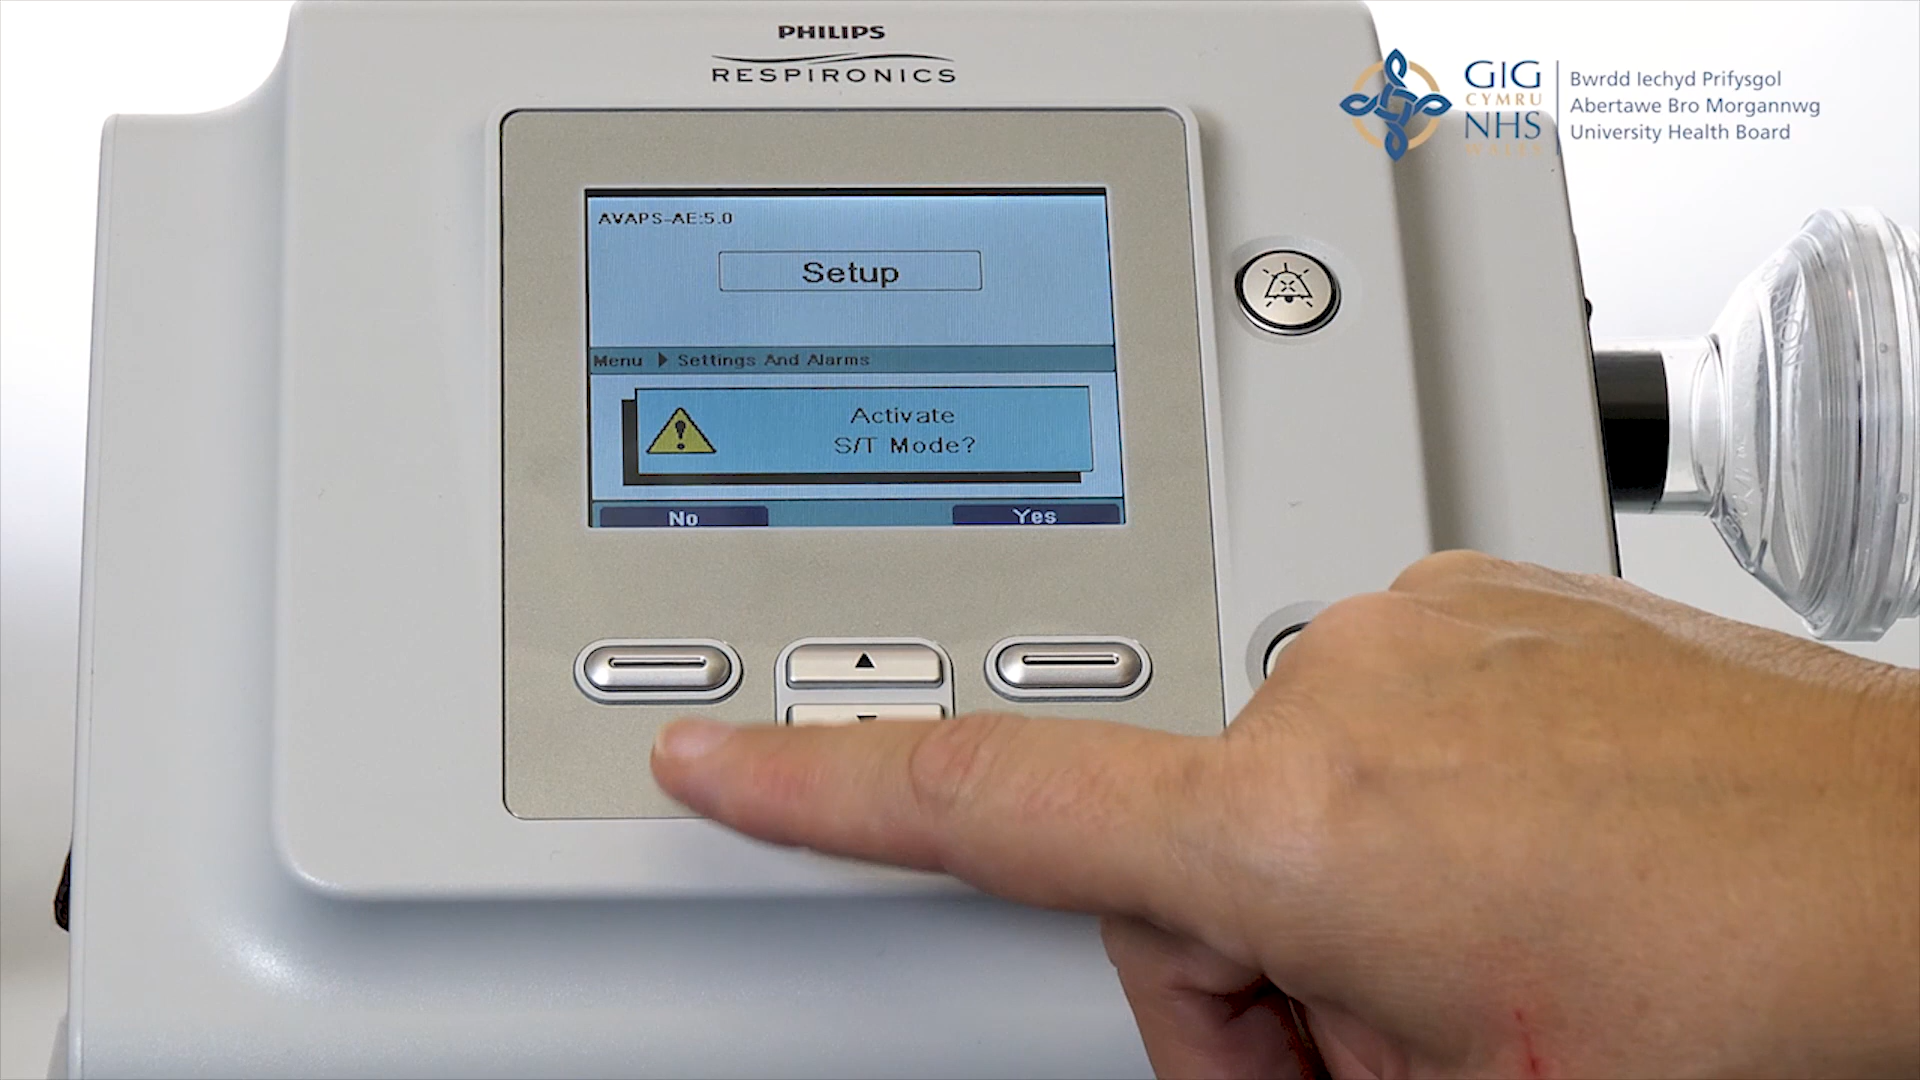 PHILIPS
RESPIRONICS
GIG
CYMRU
NHS
WALES
Bwrdd Iechyd Prifysgol
Abertawe Bro Morgannwg
University Health Board
AVAPS-AE:5.0
Setup
Menu Settings And Alarms
Activate
S/T Mode?
No Yes